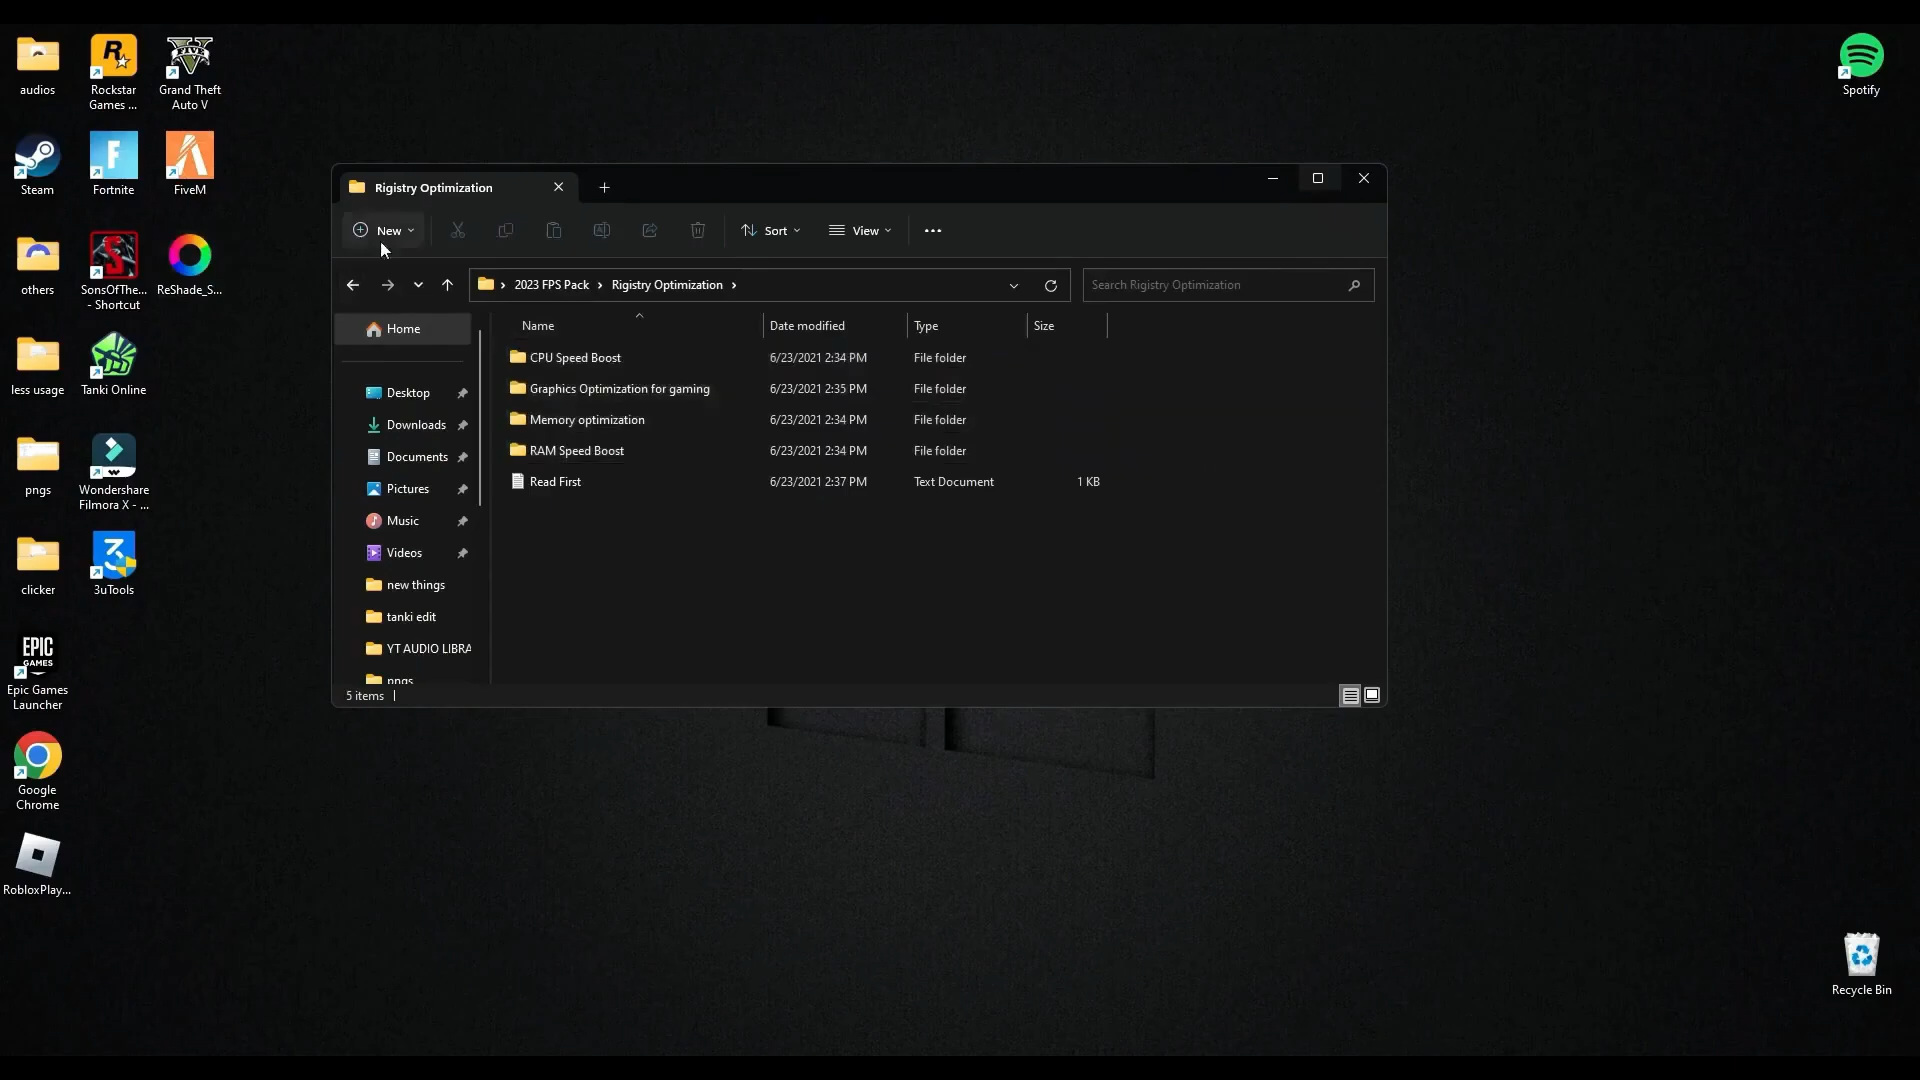 audios
Rockstar
Games ...
Grand Theft
Auto V
Spotify
Steam
Fortnite
FiveM
others
SonsOfThe...
- Shortcut
ReShade_S...
less usage
Tanki Online
pngs
Wondershare
Filmora X - ...
clicker
3uTools
EPIC
GAMES
Epic Games
Launcher
Google
Chrome
RobloxPlay...
Recycle Bin
Rigistry Optimization
New
Sort
View
2023 FPS Pack › Rigistry Optimization ›
Search Rigistry Optimization
Home
Desktop
Downloads
Documents
Pictures
Music
Videos
new things
tanki edit
YT AUDIO LIBRA
pngs
Name Date modified Type Size
CPU Speed Boost 6/23/2021 2:34 PM File folder
Graphics Optimization for gaming 6/23/2021 2:35 PM File folder
Memory optimization 6/23/2021 2:34 PM File folder
RAM Speed Boost 6/23/2021 2:34 PM File folder
Read First 6/23/2021 2:37 PM Text Document 1 KB
5 items